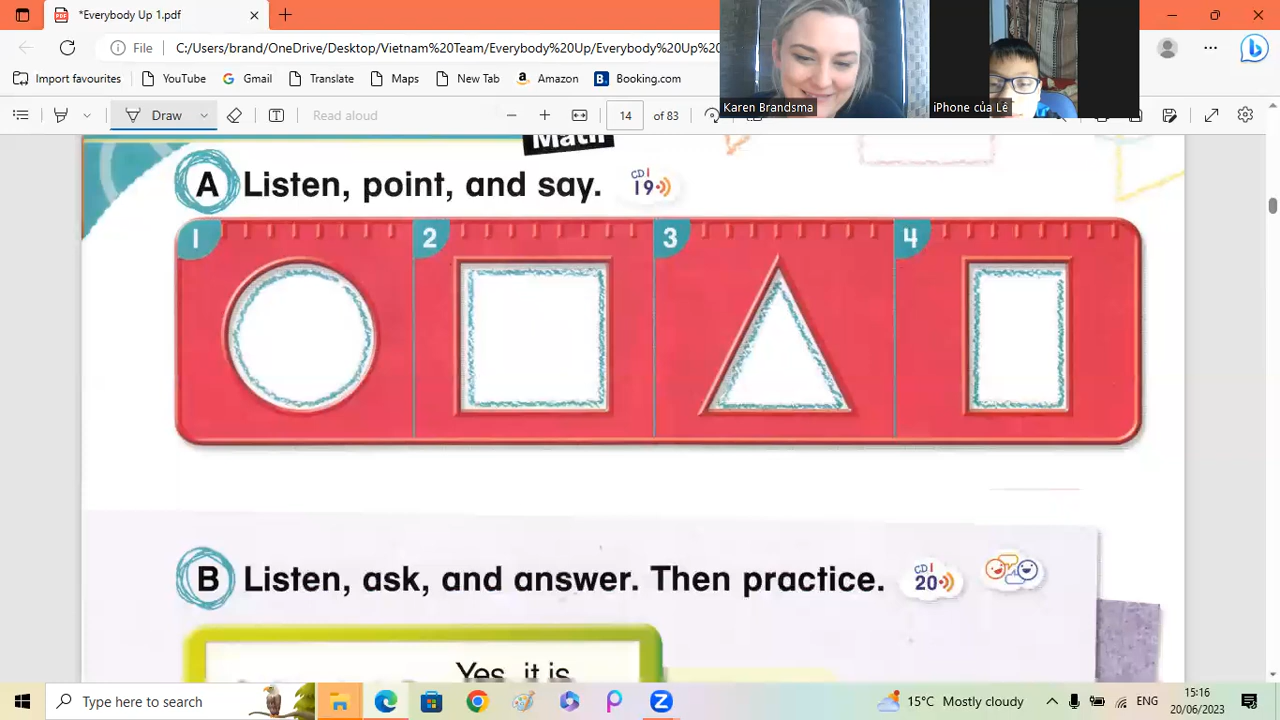 *Everybody Up 1.pdf
File
C:/Users/brand/OneDrive/Desktop/Vietnam%20Team/Everybody%20Up/Everybody%20Up%20
Import favourites
YouTube
Gmail
Translate
Maps
New Tab
Amazon
Booking.com
Draw
Read aloud
14
of 83
Karen Brandsma
iPhone của Lê
Math
A Listen, point, and say.
CD1
19
1
2
3
4
B Listen, ask, and answer. Then practice.
CD1
20
Yes, it is
Type here to search
15°C Mostly cloudy
ENG
15:16
20/06/2023